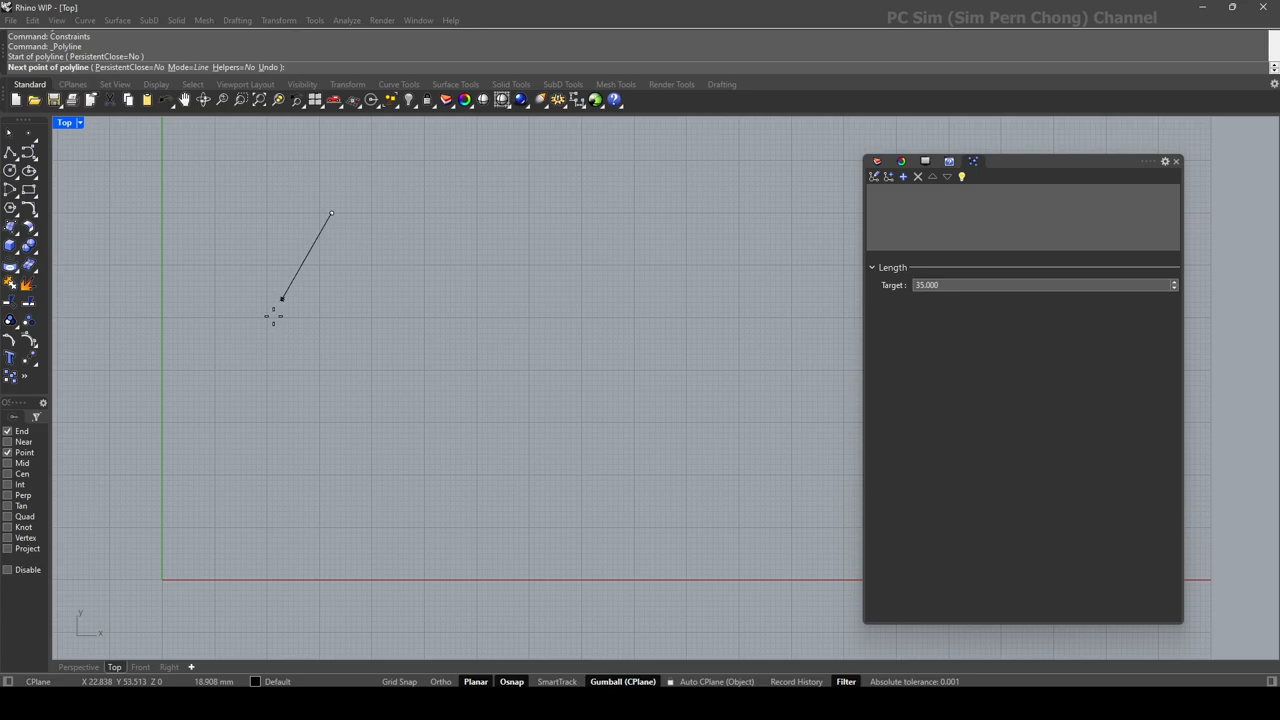 Rhino WIP - [Top]
PC Sim (Sim Pern Chong) Channel
File Edit View Curve Surface SubD Solid Mesh Drafting Transform Tools Analyze Render Window Help
Command: Constraints
Command: _Polyline
Start of polyline ( PersistentClose=No )
Next point of polyline ( PersistentClose=No Mode=Line Helpers=No Undo ):
Standard CPlanes Set View Display Select Viewport Layout Visibility Transform Curve Tools Surface Tools Solid Tools SubD Tools Mesh Tools Render Tools Drafting
Top
Length
Target : 35.000
End
Near
Point
Mid
Cen
Int
Perp
Tan
Quad
Knot
Vertex
Project
Disable
y
x
Perspective Top Front Right
CPlane X 22.838 Y 53.513 Z 0 18.908 mm Default Grid Snap Ortho Planar Osnap SmartTrack Gumball (CPlane) Auto CPlane (Object) Record History Filter Absolute tolerance: 0.001